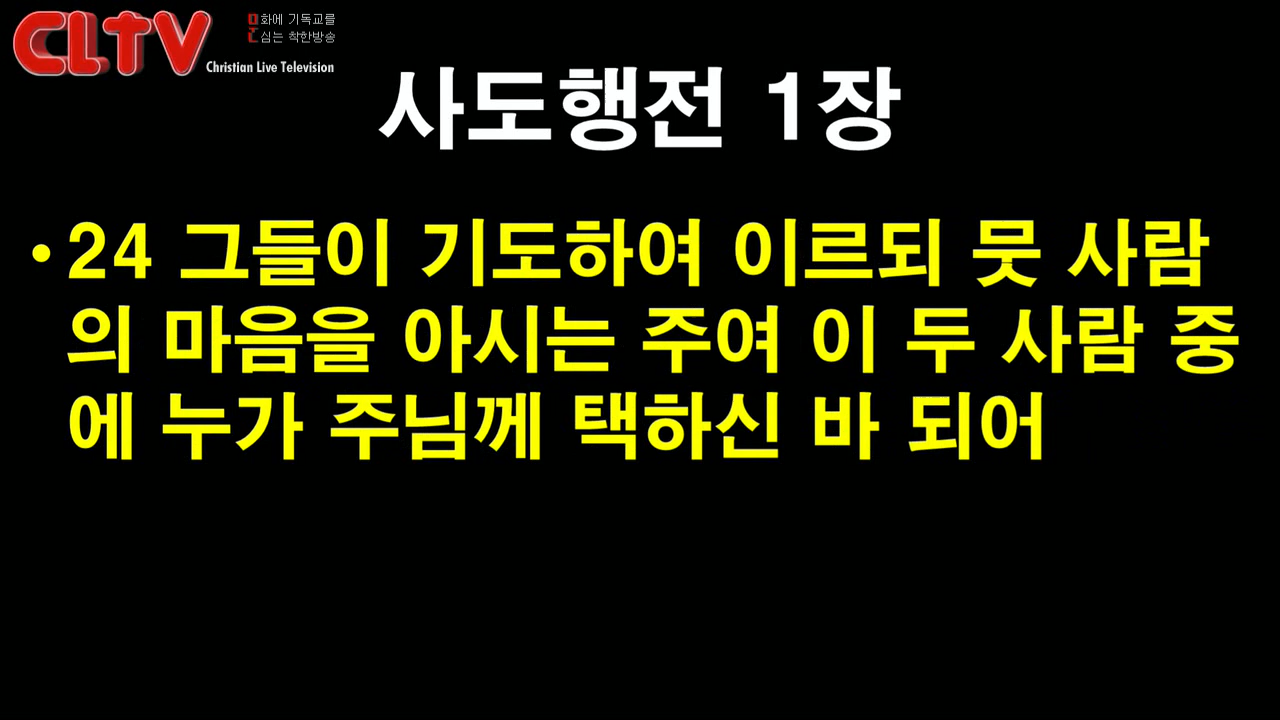 CLTV
문화에 기독교를
심는 착한방송
Christian Live Television
사도행전 1장
• 24 그들이 기도하여 이르되 뭇 사람
의 마음을 아시는 주여 이 두 사람 중
에 누가 주님께 택하신 바 되어